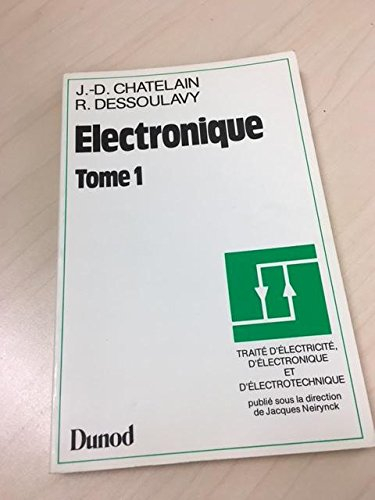 J.-D. CHATELAIN
R. DESSOULAVY
Electronique
Tome 1
TRAITÉ D'ÉLECTRICITÉ,
D'ÉLECTRONIQUE
ET
D'ÉLECTROTECHNIQUE
publié sous la direction
de Jacques Neirynck
Dunod